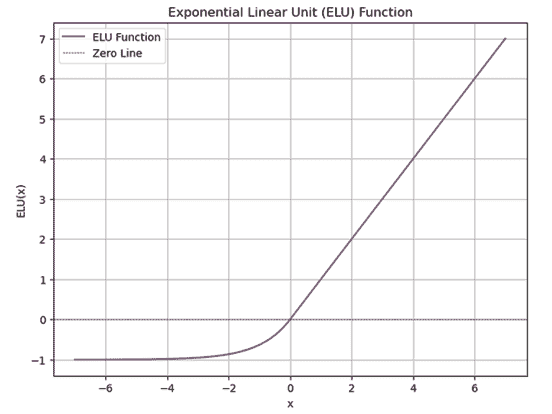 Exponential Linear Unit (ELU) Function
ELU Function
Zero Line
7
6
5
4
3
2
1
0
−1
ELU(x)
−6 −4 −2 0 2 4 6
x